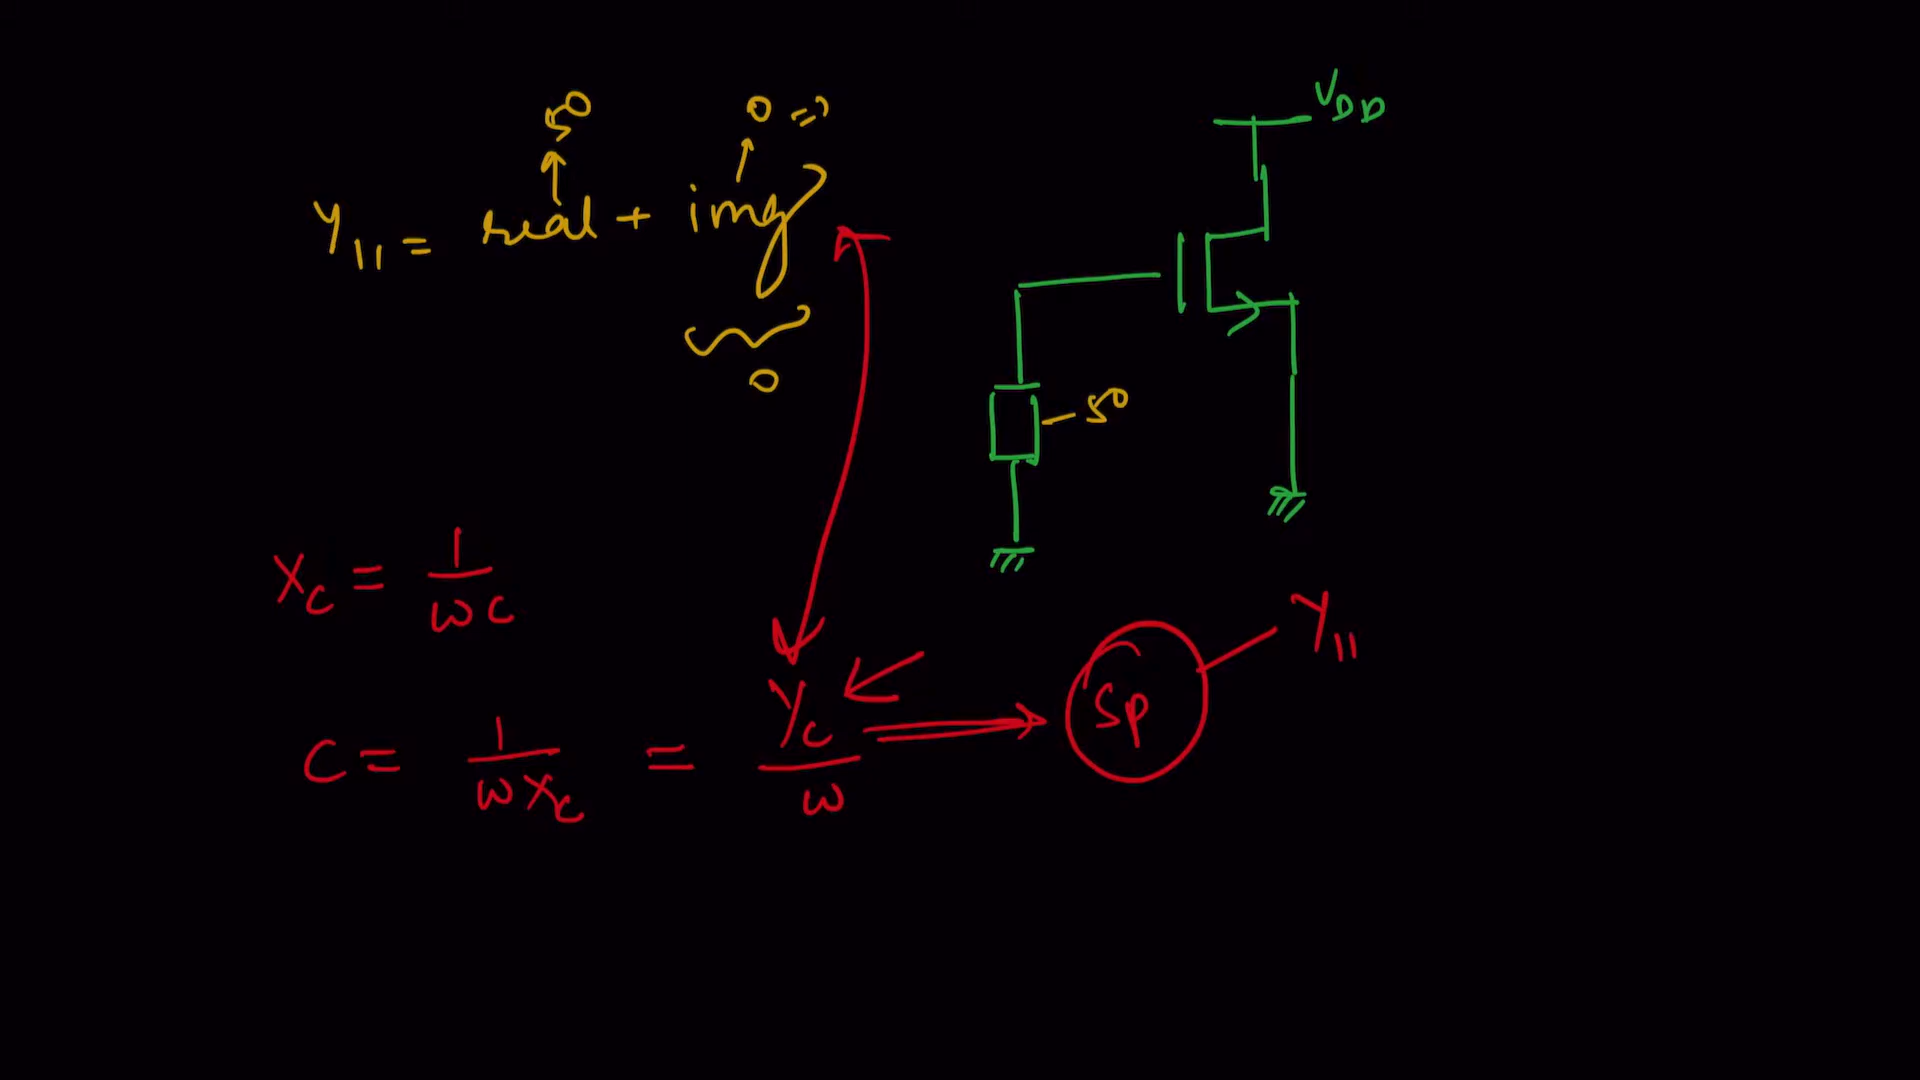 50
0 =>
Y11 = real + img
0
VDD
50
Xc = 1/ωc
Y11
C = 1/ωXc = Yc/ω
SP